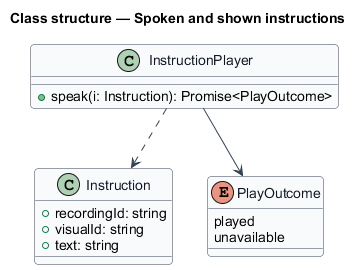 Class structure — Spoken and shown instructions
C InstructionPlayer
speak(i: Instruction): Promise<PlayOutcome>
C Instruction
recordingId: string
visualId: string
text: string
E PlayOutcome
played
unavailable